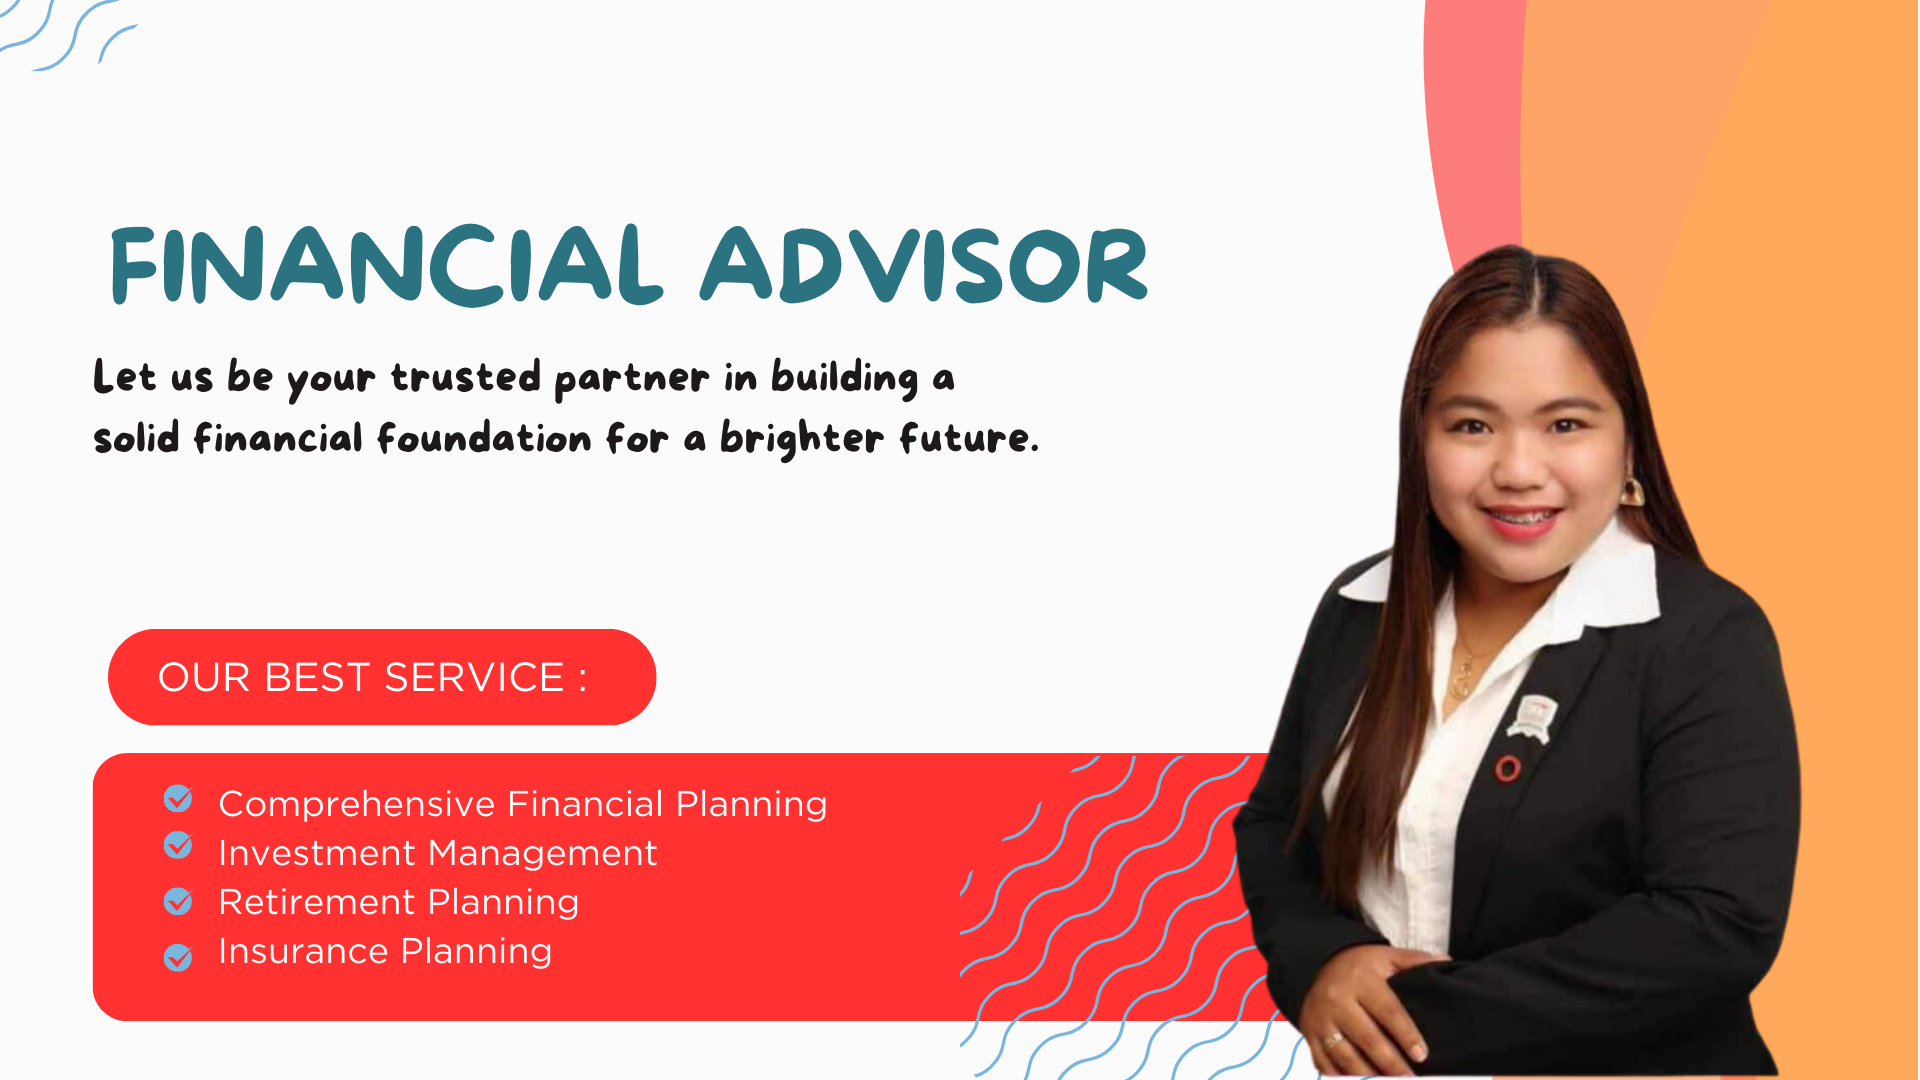 FINANCIAL ADVISOR
Let us be your trusted partner in building a
solid financial foundation for a brighter future.
OUR BEST SERVICE :
Comprehensive Financial Planning
Investment Management
Retirement Planning
Insurance Planning